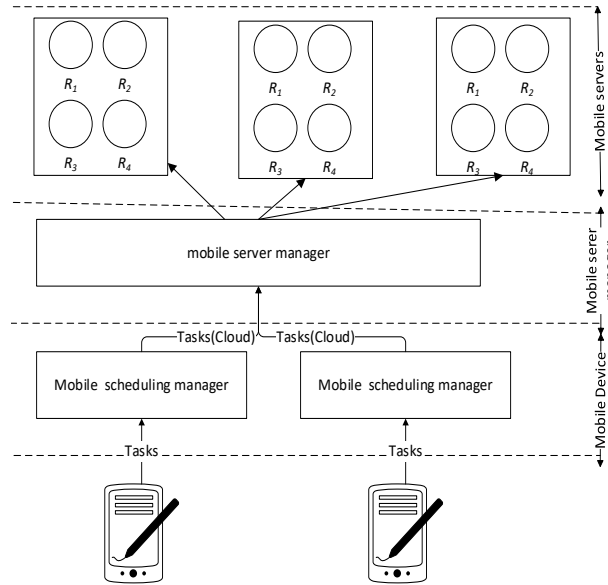 R1 R2 R1 R2 R1 R2
R3 R4 R3 R4 R3 R4
Mobile servers
mobile server manager
Mobile serer
Tasks(Cloud) Tasks(Cloud)
Mobile scheduling manager Mobile scheduling manager
Mobile Device
Tasks Tasks